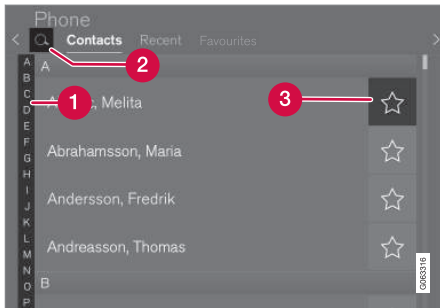 Phone
Contacts Recent Favourites
A
B
C
D
E
F
G
H
I
J
K
L
M
N
O
P
A
Melita
Abrahamsson, Maria
Andersson, Fredrik
Andreasson, Thomas
B
1
2
3
G063316